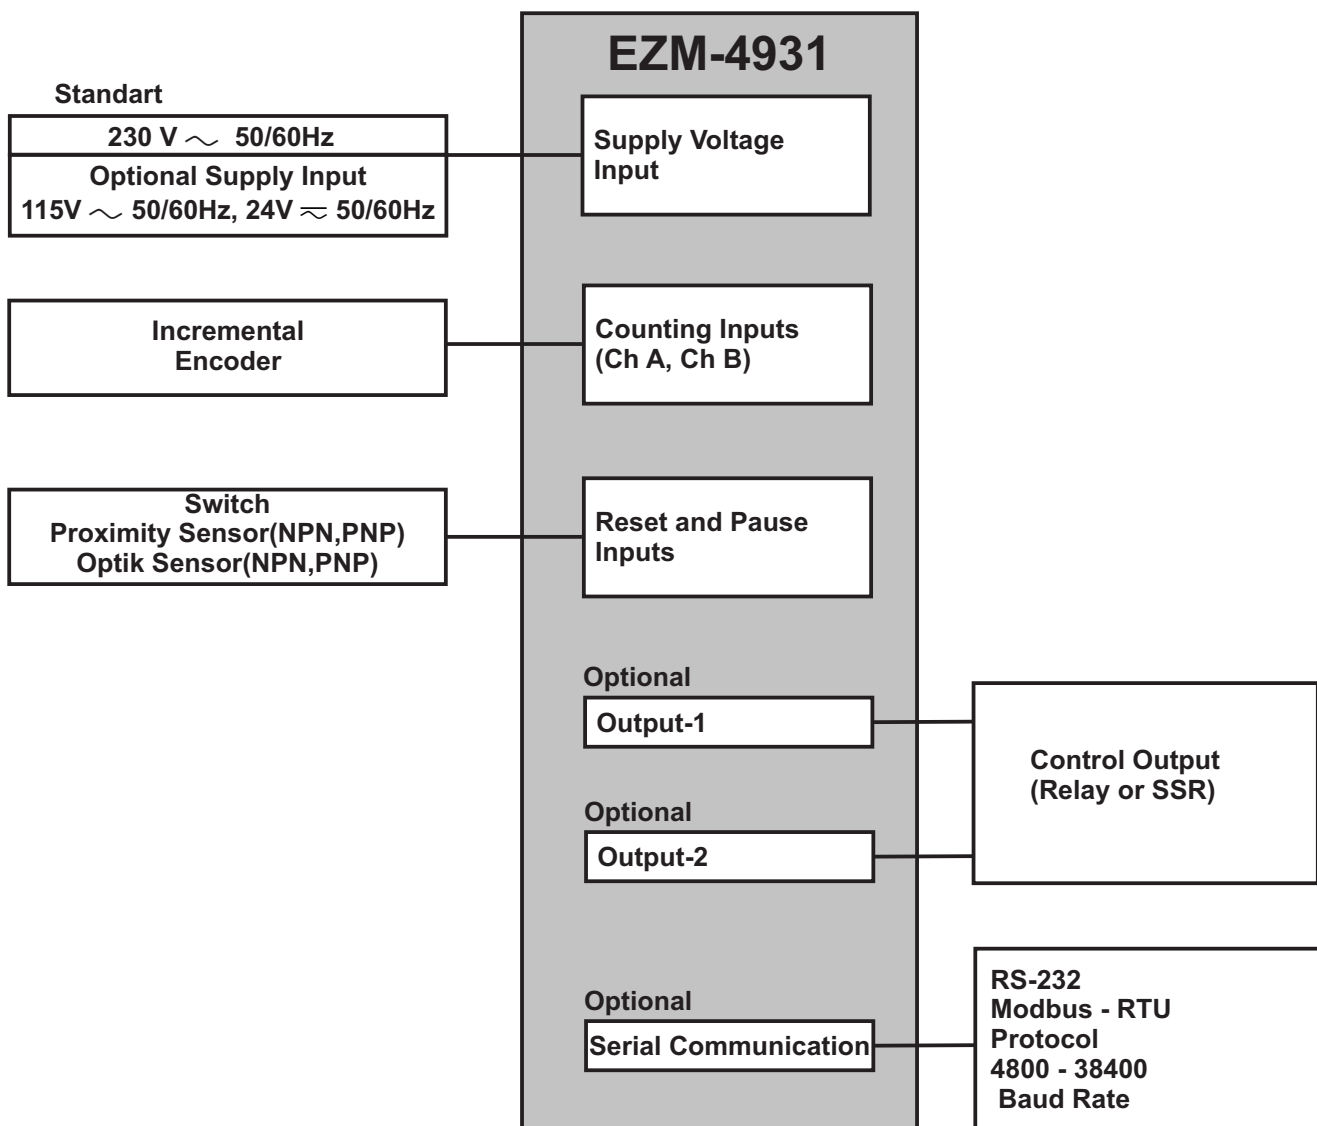 EZM-4931
Standart
230 V ～ 50/60Hz
Optional Supply Input
115V ～ 50/60Hz, 24V ⎓～ 50/60Hz
Supply Voltage
Input
Incremental
Encoder
Counting Inputs
(Ch A, Ch B)
Switch
Proximity Sensor(NPN,PNP)
Optik Sensor(NPN,PNP)
Reset and Pause
Inputs
Optional
Output-1
Optional
Output-2
Control Output
(Relay or SSR)
Optional
Serial Communication
RS-232
Modbus - RTU
Protocol
4800 - 38400
Baud Rate